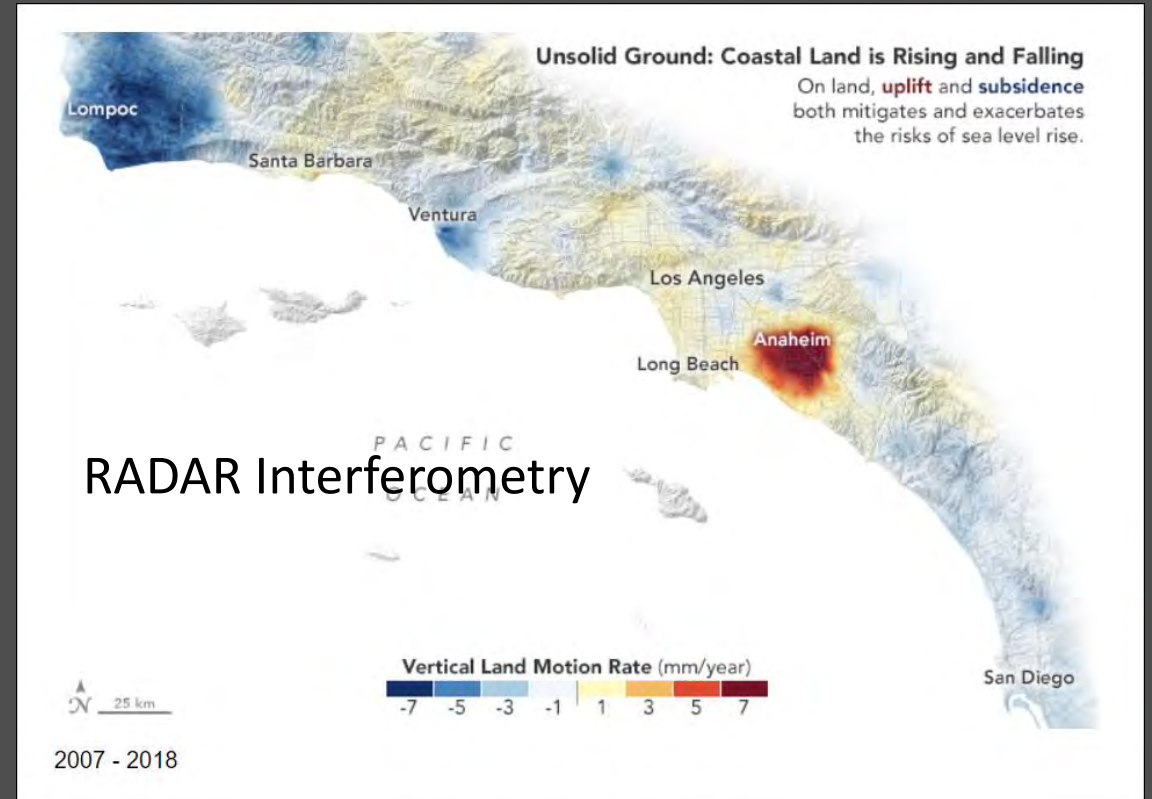 Unsolid Ground: Coastal Land is Rising and Falling
On land, uplift and subsidence
both mitigates and exacerbates
the risks of sea level rise.
Lompoc
Santa Barbara
Ventura
Los Angeles
Anaheim
Long Beach
PACIFIC
RADAR Interferometry
OCEAN
San Diego
Vertical Land Motion Rate (mm/year)
-7 -5 -3 -1 1 3 5 7
N 25 km
2007 - 2018